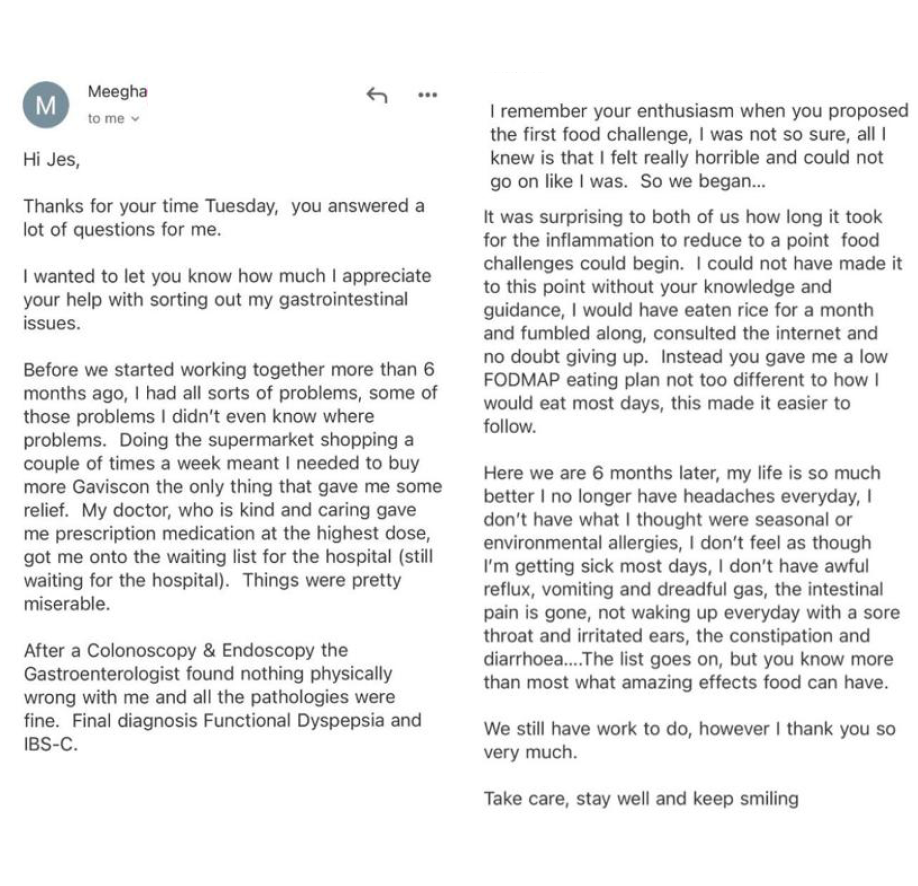 M
Meegha
to me
Hi Jes,
Thanks for your time Tuesday,  you answered a
lot of questions for me.
I wanted to let you know how much I appreciate
your help with sorting out my gastrointestinal
issues.
Before we started working together more than 6
months ago, I had all sorts of problems, some of
those problems I didn't even know where
problems.  Doing the supermarket shopping a
couple of times a week meant I needed to buy
more Gaviscon the only thing that gave me some
relief.  My doctor, who is kind and caring gave
me prescription medication at the highest dose,
got me onto the waiting list for the hospital (still
waiting for the hospital).  Things were pretty
miserable.
After a Colonoscopy & Endoscopy the
Gastroenterologist found nothing physically
wrong with me and all the pathologies were
fine.  Final diagnosis Functional Dyspepsia and
IBS-C.
I remember your enthusiasm when you proposed
the first food challenge, I was not so sure, all I
knew is that I felt really horrible and could not
go on like I was.  So we began...
It was surprising to both of us how long it took
for the inflammation to reduce to a point  food
challenges could begin.  I could not have made it
to this point without your knowledge and
guidance, I would have eaten rice for a month
and fumbled along, consulted the internet and
no doubt giving up.  Instead you gave me a low
FODMAP eating plan not too different to how I
would eat most days, this made it easier to
follow.
Here we are 6 months later, my life is so much
better I no longer have headaches everyday, I
don't have what I thought were seasonal or
environmental allergies, I don't feel as though
I'm getting sick most days, I don't have awful
reflux, vomiting and dreadful gas, the intestinal
pain is gone, not waking up everyday with a sore
throat and irritated ears, the constipation and
diarrhoea....The list goes on, but you know more
than most what amazing effects food can have.
We still have work to do, however I thank you so
very much.
Take care, stay well and keep smiling